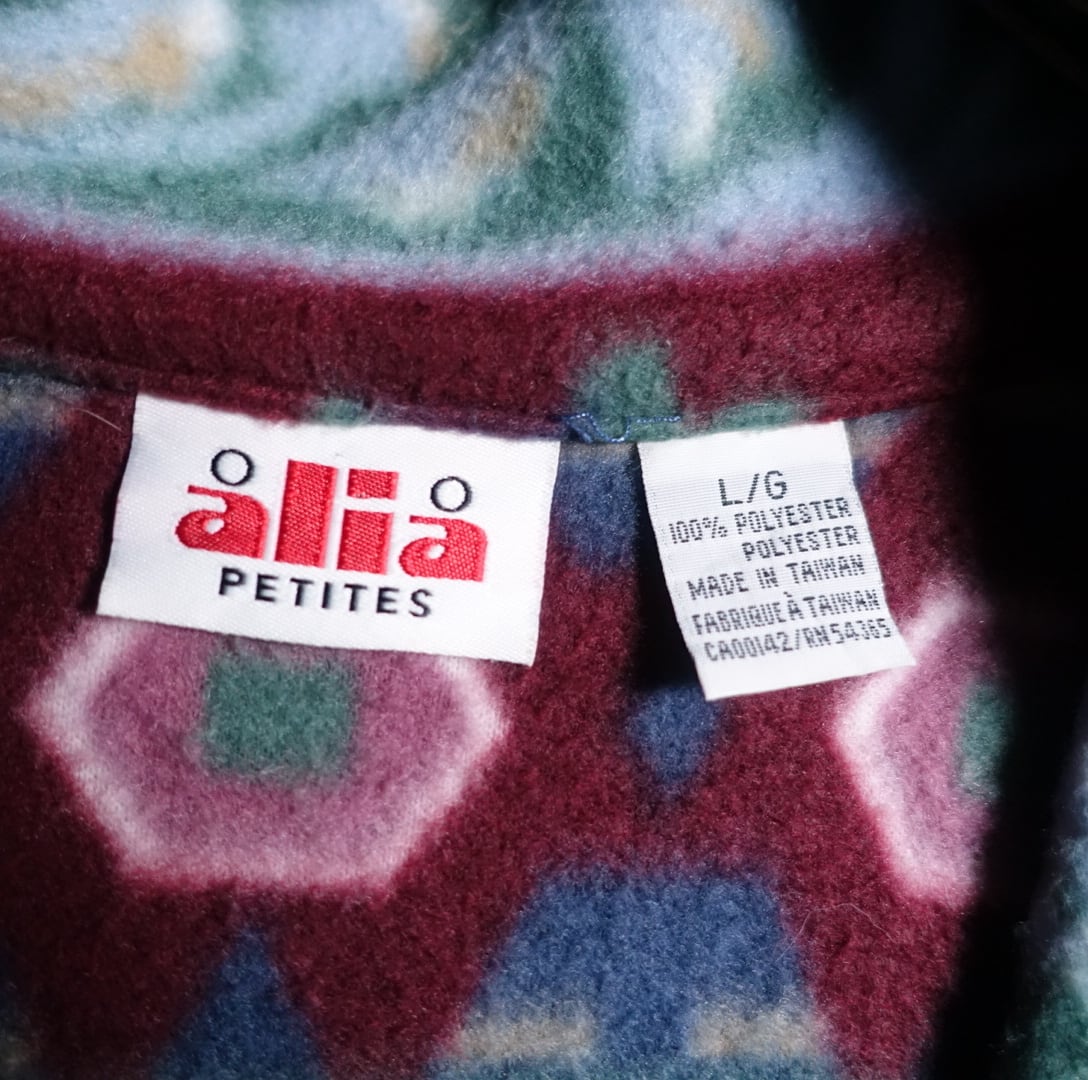 alia
PETITES
L/G
100% POLYESTER
POLYESTER
MADE IN TAIWAN
FABRIQUE À TAIWAN
CA00142/RN54365